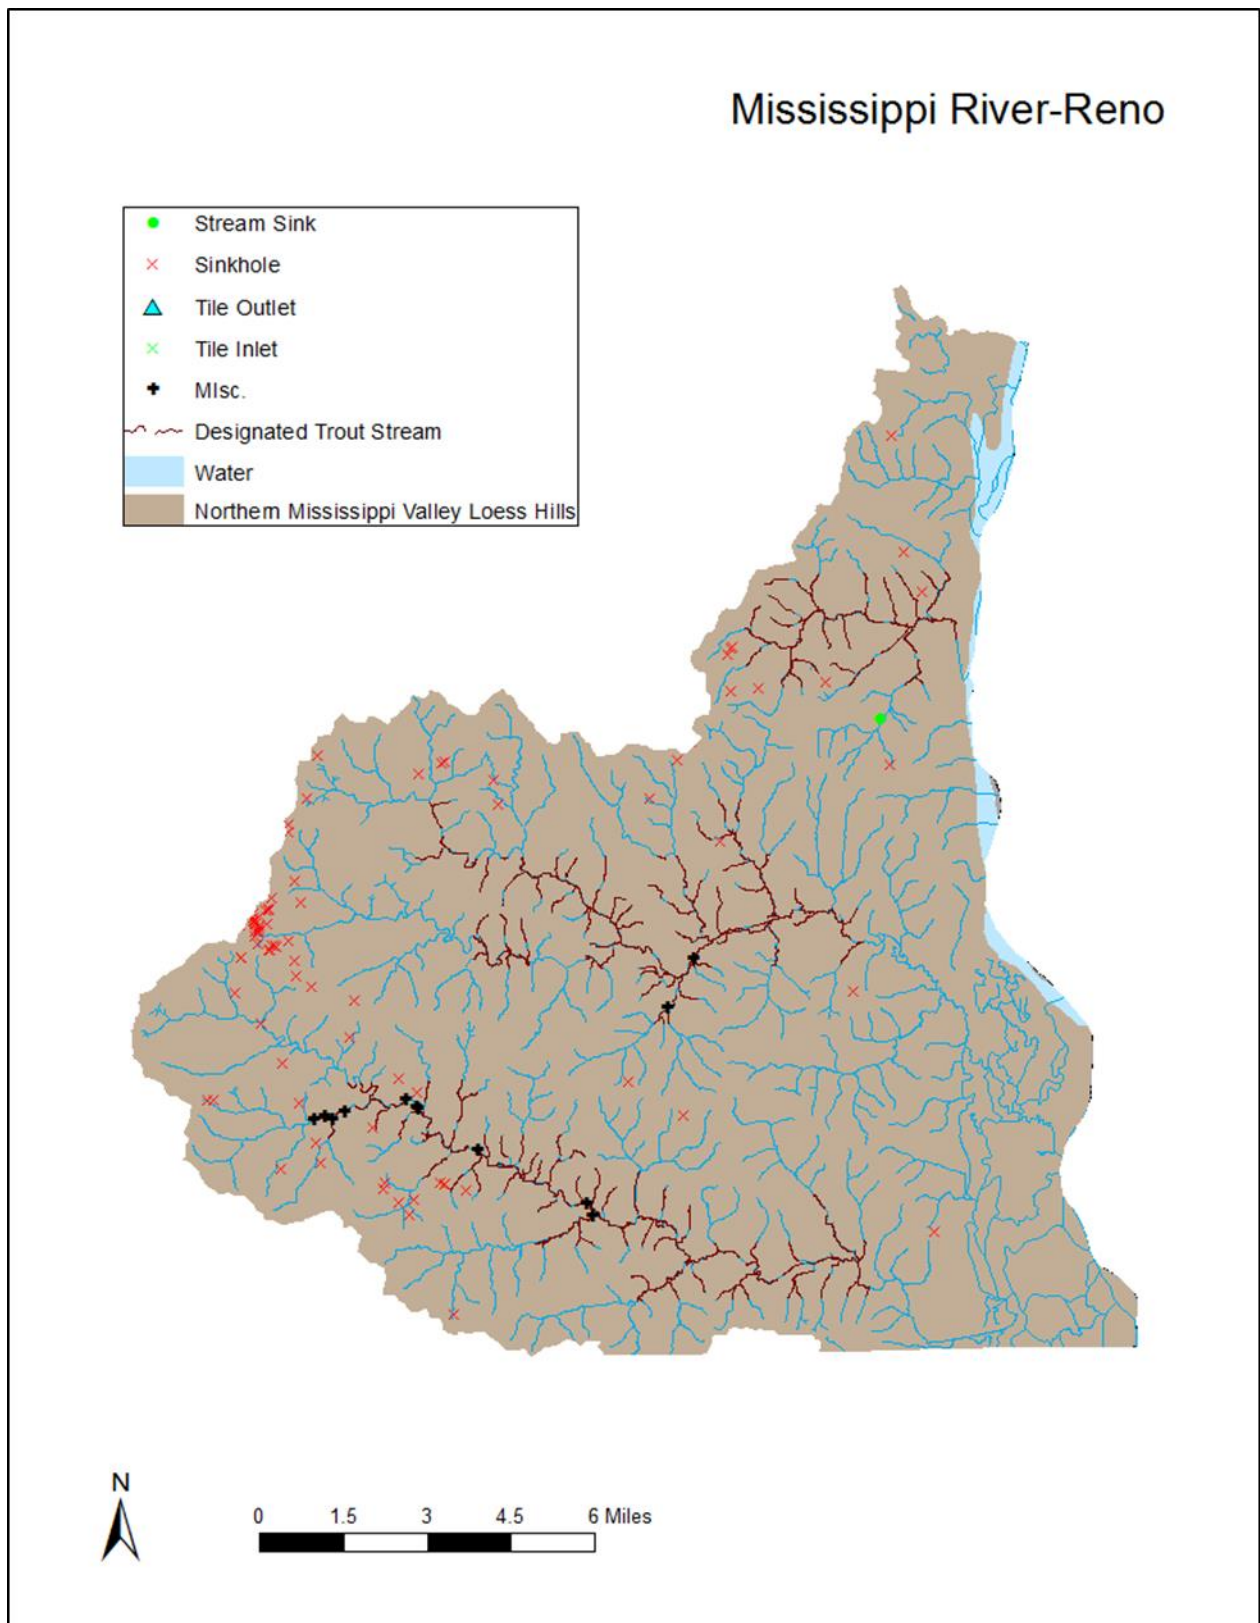 Mississippi River-Reno
Stream Sink
Sinkhole
Tile Outlet
Tile Inlet
MIsc.
Designated Trout Stream
Water
Northern Mississippi Valley Loess Hills
N
0 1.5 3 4.5 6 Miles